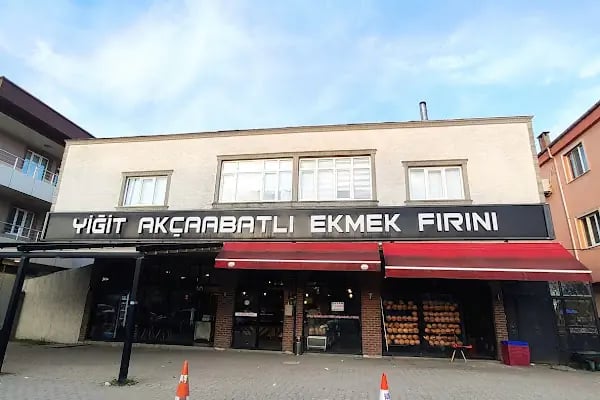 YİĞİT AKÇAABATLI EKMEK FIRINI